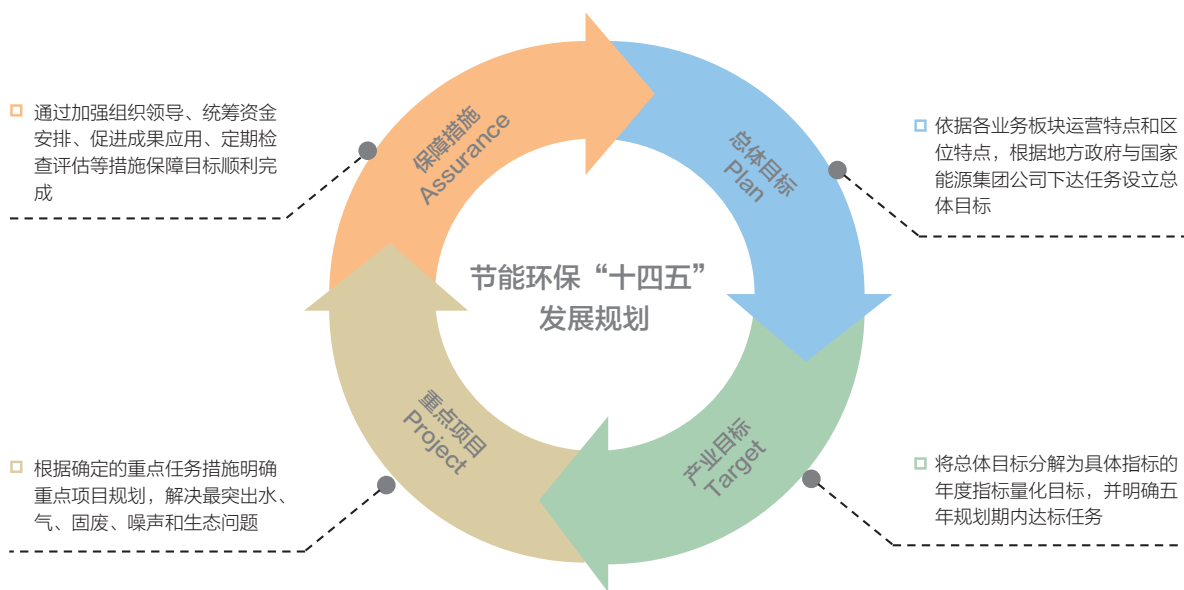 通过加强组织领导、统筹资金
安排、促进成果应用、定期检
查评估等措施保障目标顺利完
成
保障措施
Assurance
总体目标
Plan
依据各业务板块运营特点和区
位特点，根据地方政府与国家
能源集团公司下达任务设立总
体目标
节能环保“十四五”
发展规划
根据确定的重点任务措施明确
重点项目规划，解决最突出水、
气、固废、噪声和生态问题
重点项目
Project
产业目标
Target
将总体目标分解为具体指标的
年度指标量化目标，并明确五
年规划期内达标任务